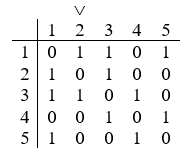 ∨
1 2 3 4 5
1 0 1 1 0 1
2 1 0 1 0 0
3 1 1 0 1 0
4 0 0 1 0 1
5 1 0 0 1 0